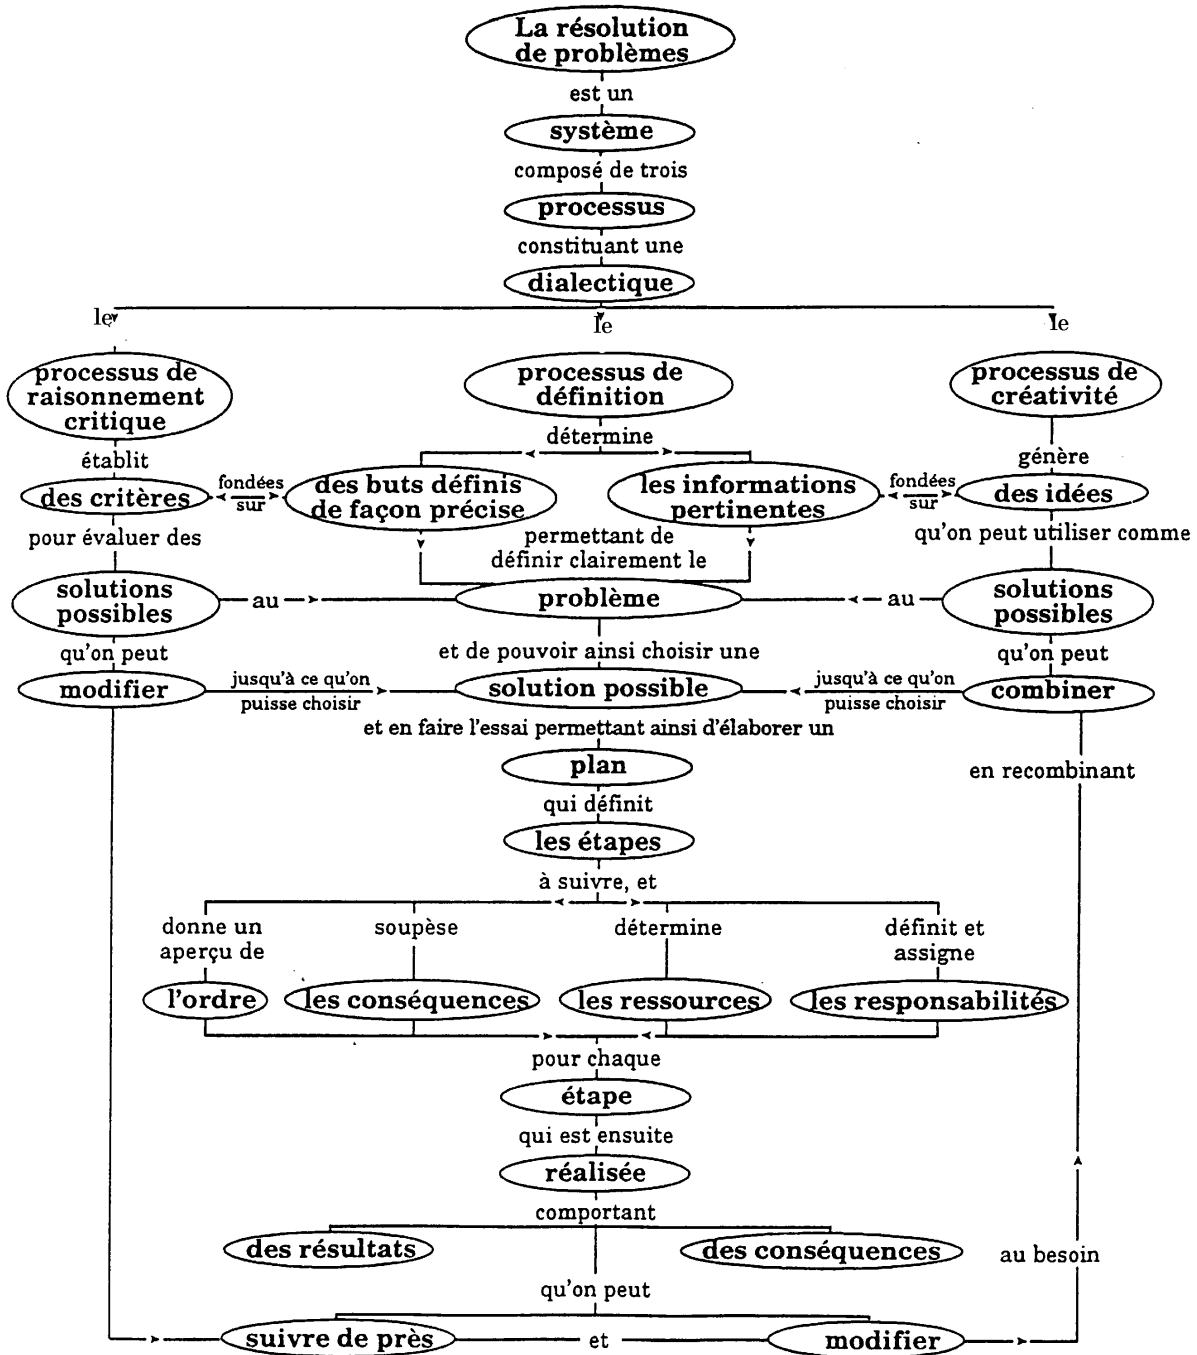 La résolution
de problèmes
est un
système
composé de trois
processus
constituant une
dialectique
le
le
le
processus de
raisonnement
critique
processus de
définition
processus de
créativité
établit
détermine
génère
des critères
fondées
sur
des buts définis
de façon précise
les informations
pertinentes
fondées
sur
des idées
pour évaluer des
permettant de
définir clairement le
qu'on peut utiliser comme
solutions
possibles
au
problème
au
solutions
possibles
qu'on peut
et de pouvoir ainsi choisir une
qu'on peut
modifier
jusqu'à ce qu'on
puisse choisir
solution possible
jusqu'à ce qu'on
puisse choisir
combiner
et en faire l'essai permettant ainsi d'élaborer un
plan
en recombinant
qui définit
les étapes
à suivre, et
donne un
aperçu de
soupèse
détermine
définit et
assigne
l'ordre
les conséquences
les ressources
les responsabilités
pour chaque
étape
qui est ensuite
réalisée
comportant
des résultats
des conséquences
au besoin
qu'on peut
suivre de près
et
modifier